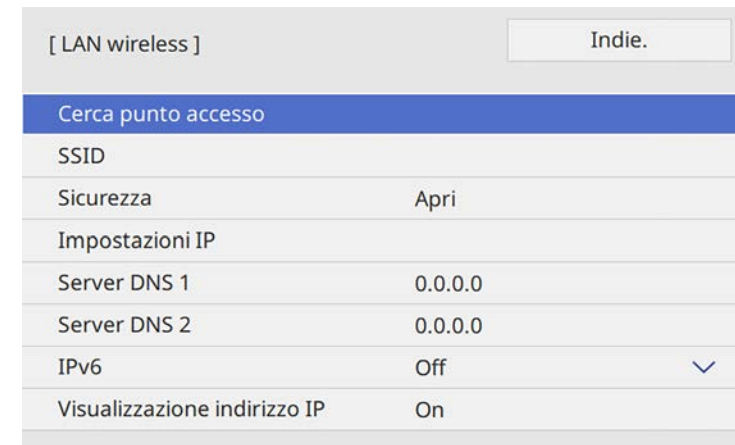 [ LAN wireless ]
Indie.
Cerca punto accesso
SSID
Sicurezza Apri
Impostazioni IP
Server DNS 1 0.0.0.0
Server DNS 2 0.0.0.0
IPv6 Off
Visualizzazione indirizzo IP On